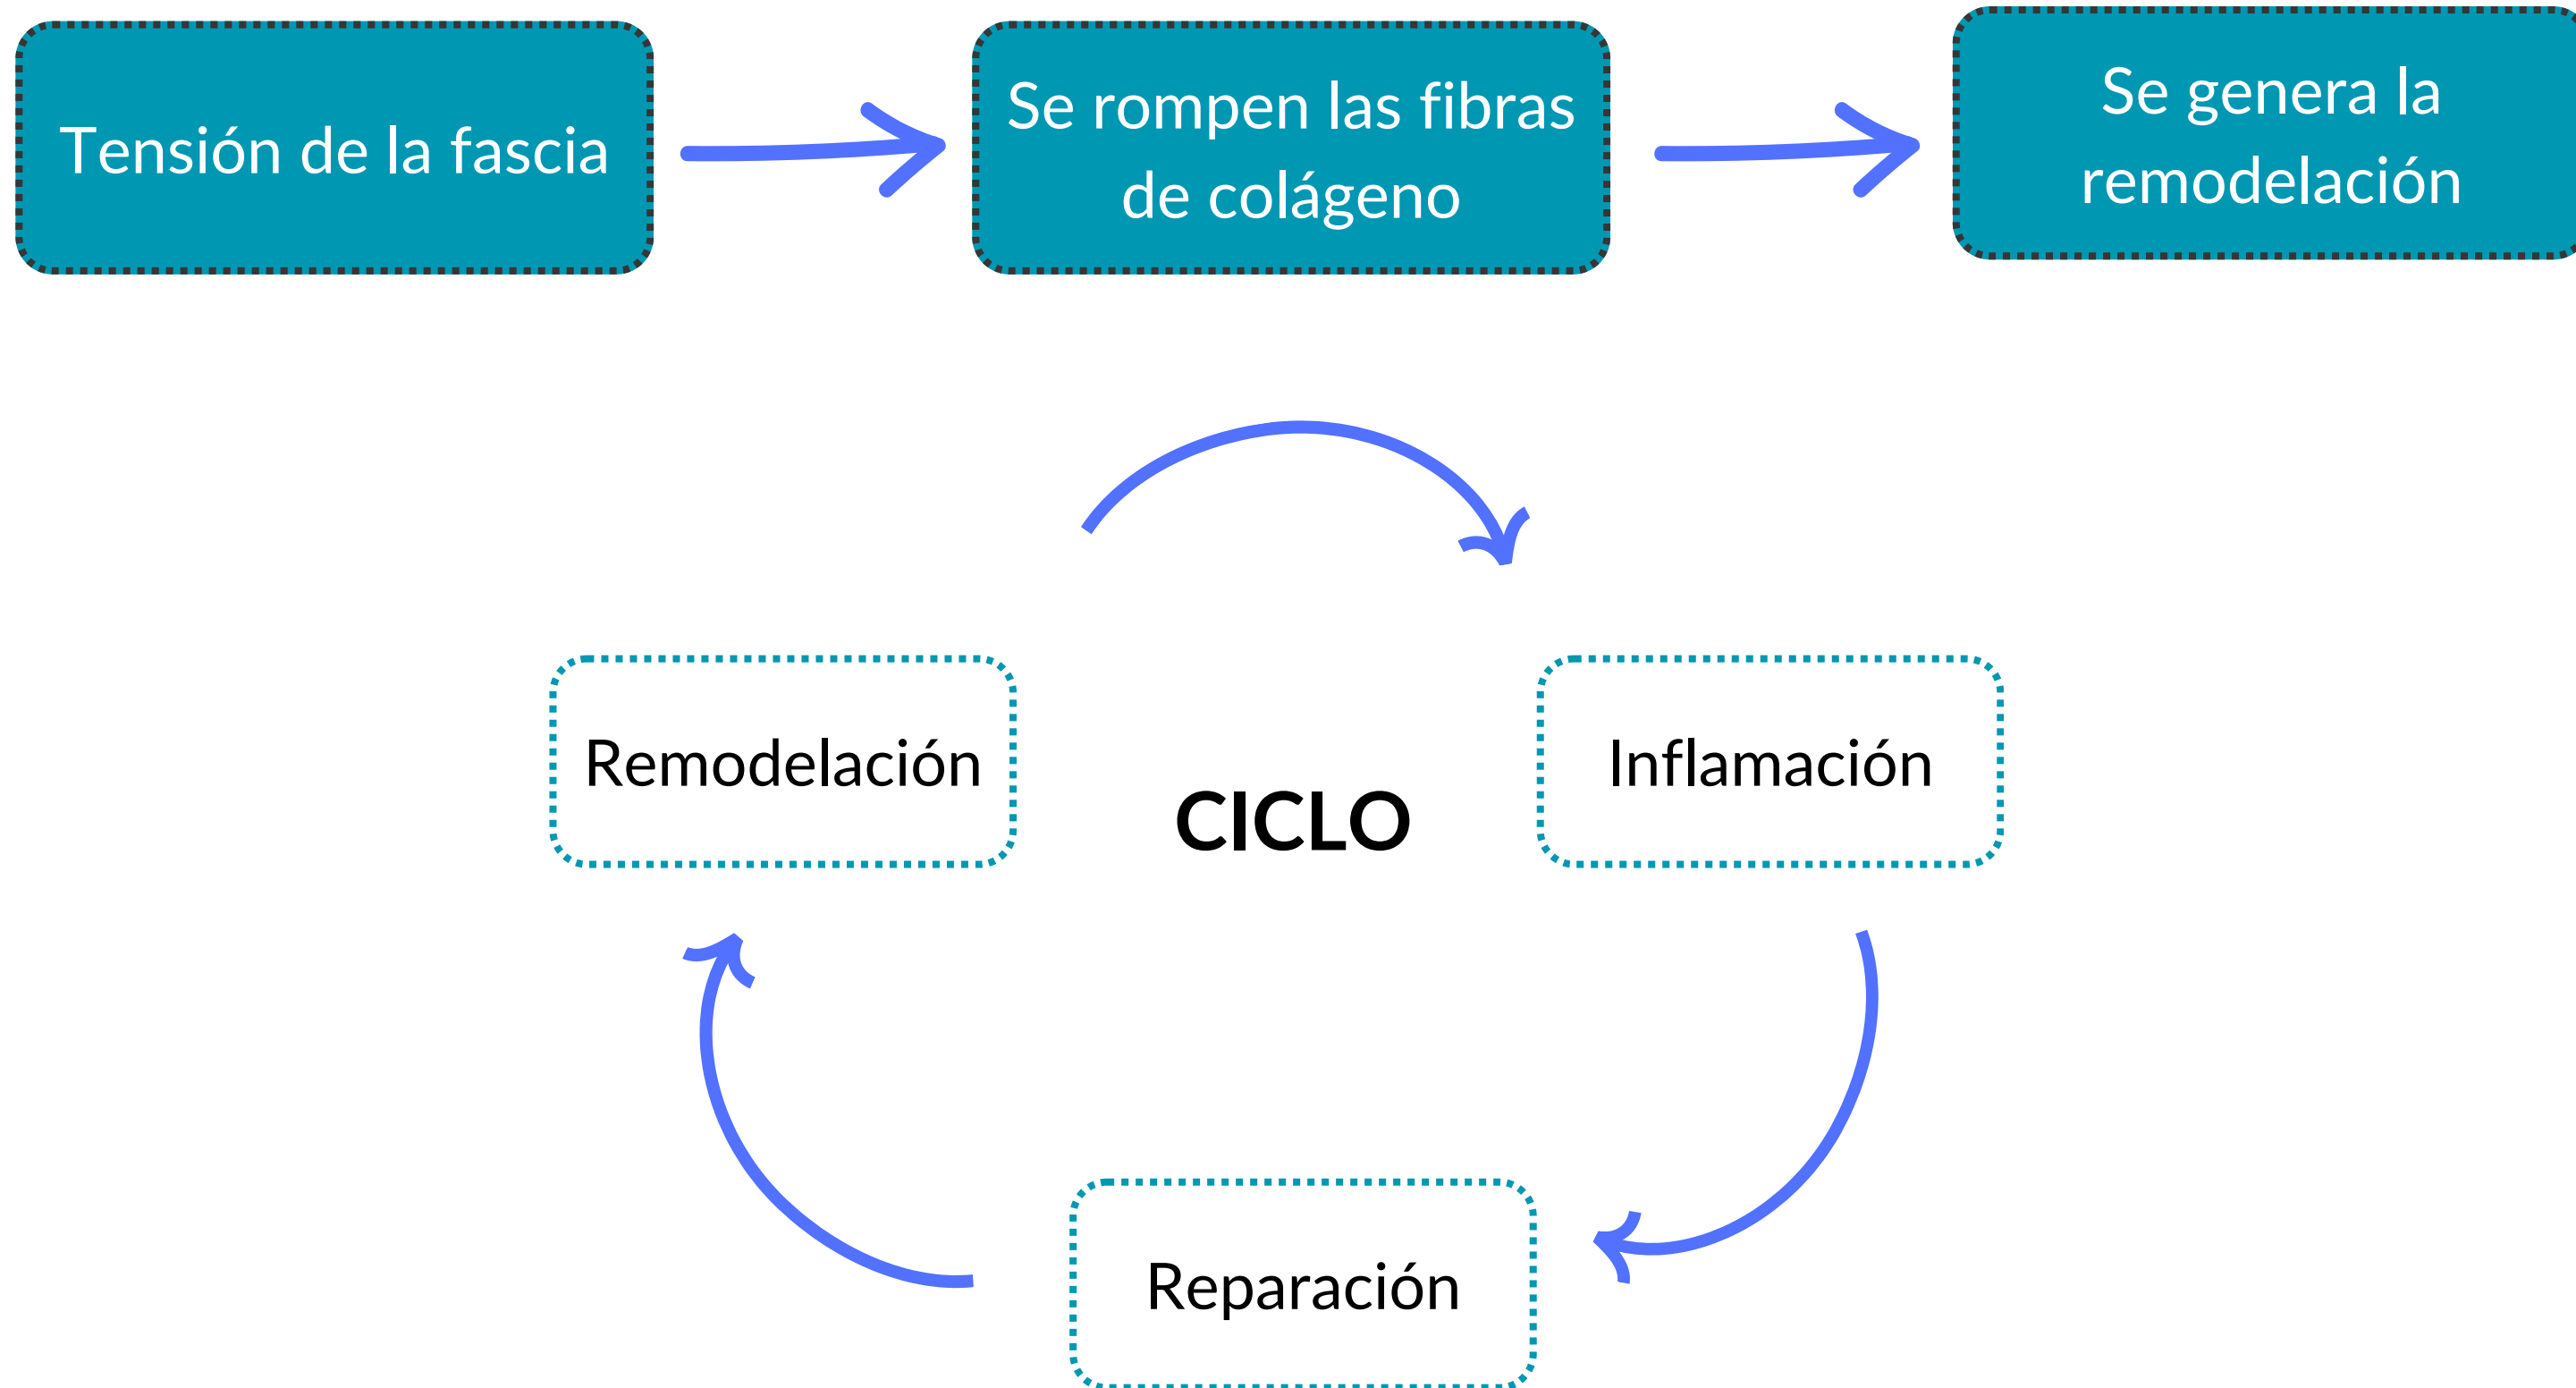 Tensión de la fascia
Se rompen las fibras
de colágeno
Se genera la
remodelación
Remodelación
CICLO
Inflamación
Reparación